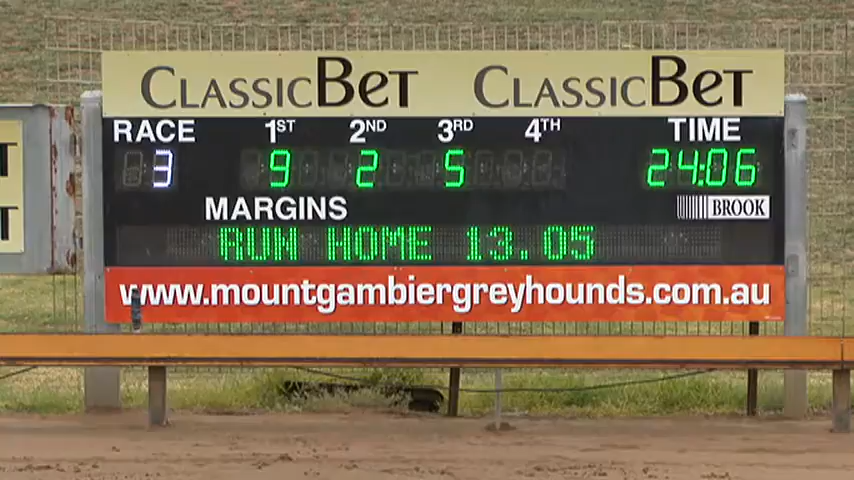 CLASSICBET CLASSICBET
RACE 1ST 2ND 3RD 4TH TIME
3 9 2 5 24:06
MARGINS BROOK
RUN HOME 13.05
www.mountgambiergreyhounds.com.au
T
T